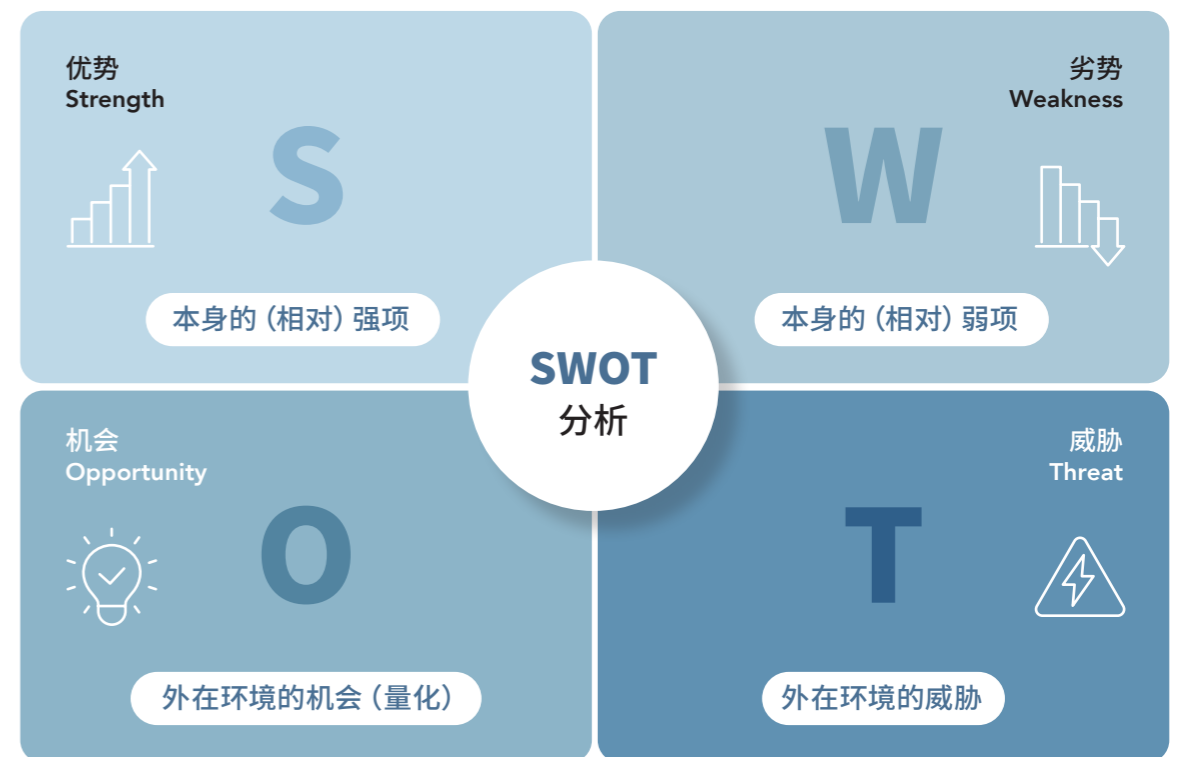 优势
Strength
S
本身的（相对）强项
劣势
Weakness
W
本身的（相对）弱项
SWOT
分析
机会
Opportunity
O
外在环境的机会（量化）
威胁
Threat
T
外在环境的威胁